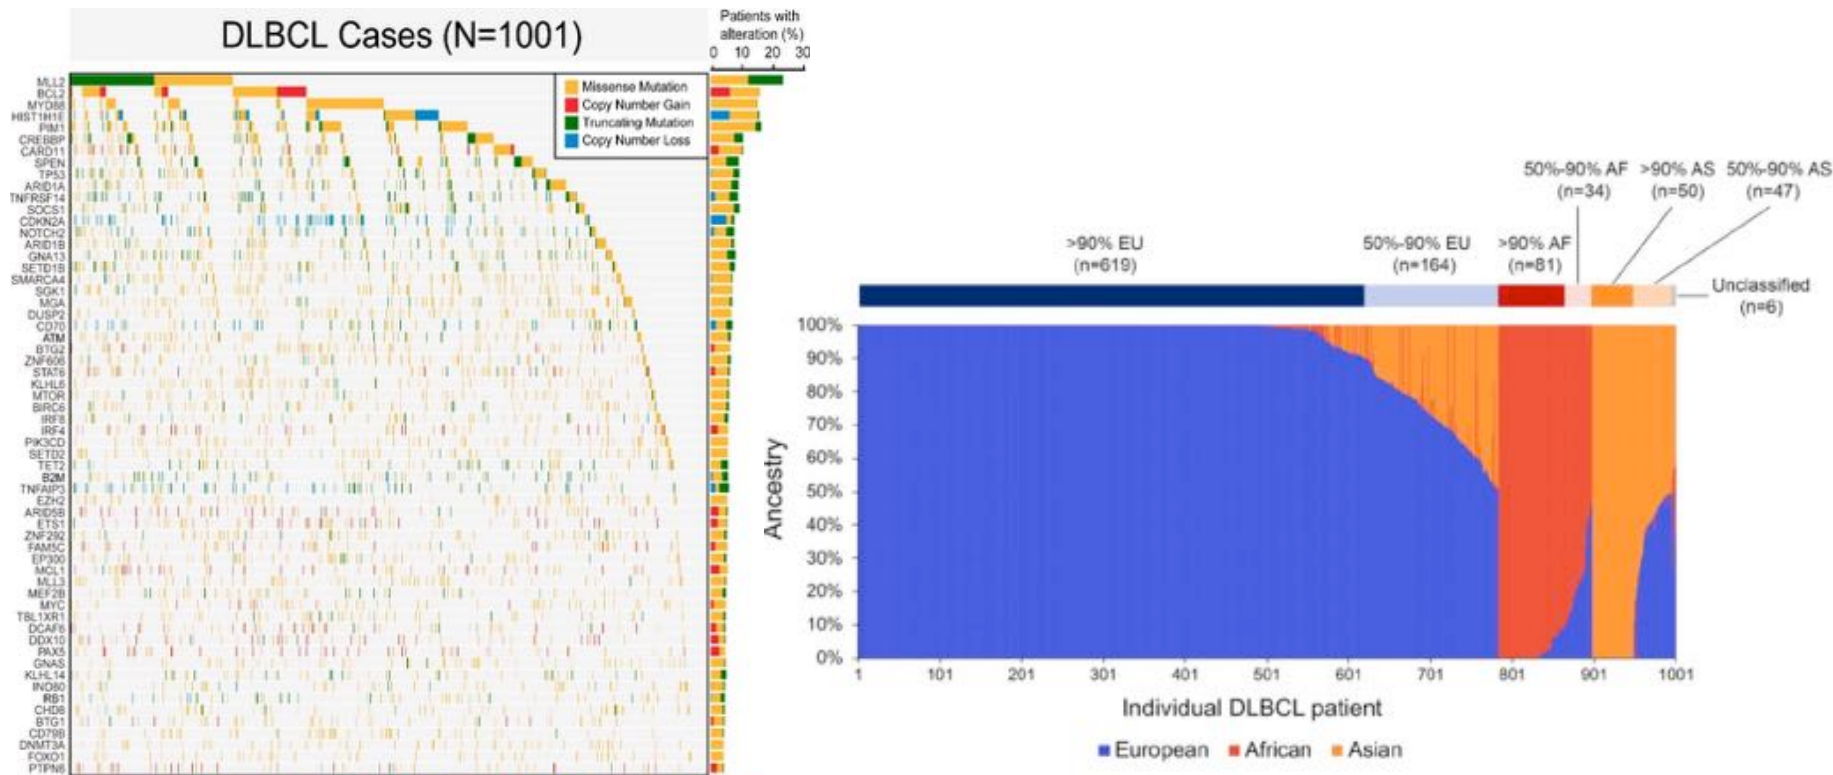 DLBCL Cases (N=1001)
Patients with
alteration (%)
0 10 20 30
Missense Mutation
Copy Number Gain
Truncating Mutation
Copy Number Loss
MLL2
BCL2
MYD88
HIST1H1E
PIM1
CREBBP
CARD11
SPEN
TP53
ARID1A
TNFRSF14
SOCS1
CDKN2A
NOTCH2
ARID1B
GNA13
SETD1B
SMARCA4
SGK1
MGA
DUSP2
CD70
ATM
BTG2
ZNF608
STAT6
KLHL6
MTOR
BIRC6
IRF8
IRF4
PIK3CD
SETD2
TET2
B2M
TNFAIP3
EZH2
ARID5B
ETS1
ZNF292
FAM5C
EP300
MCL1
MLL3
MEF2B
MYC
TBL1XR1
DCAF6
DDX10
PAX5
GNAS
KLHL14
INO80
RB1
CHD8
BTG1
CD79B
DNMT3A
FOXO1
PTPN6
50%-90% AF >90% AS 50%-90% AS
(n=34) (n=50) (n=47)
>90% EU 50%-90% EU >90% AF
(n=619) (n=164) (n=81)
Unclassified
(n=6)
Ancestry
100%
90%
80%
70%
60%
50%
40%
30%
20%
10%
0%
1 101 201 301 401 501 601 701 801 901 1001
Individual DLBCL patient
European African Asian